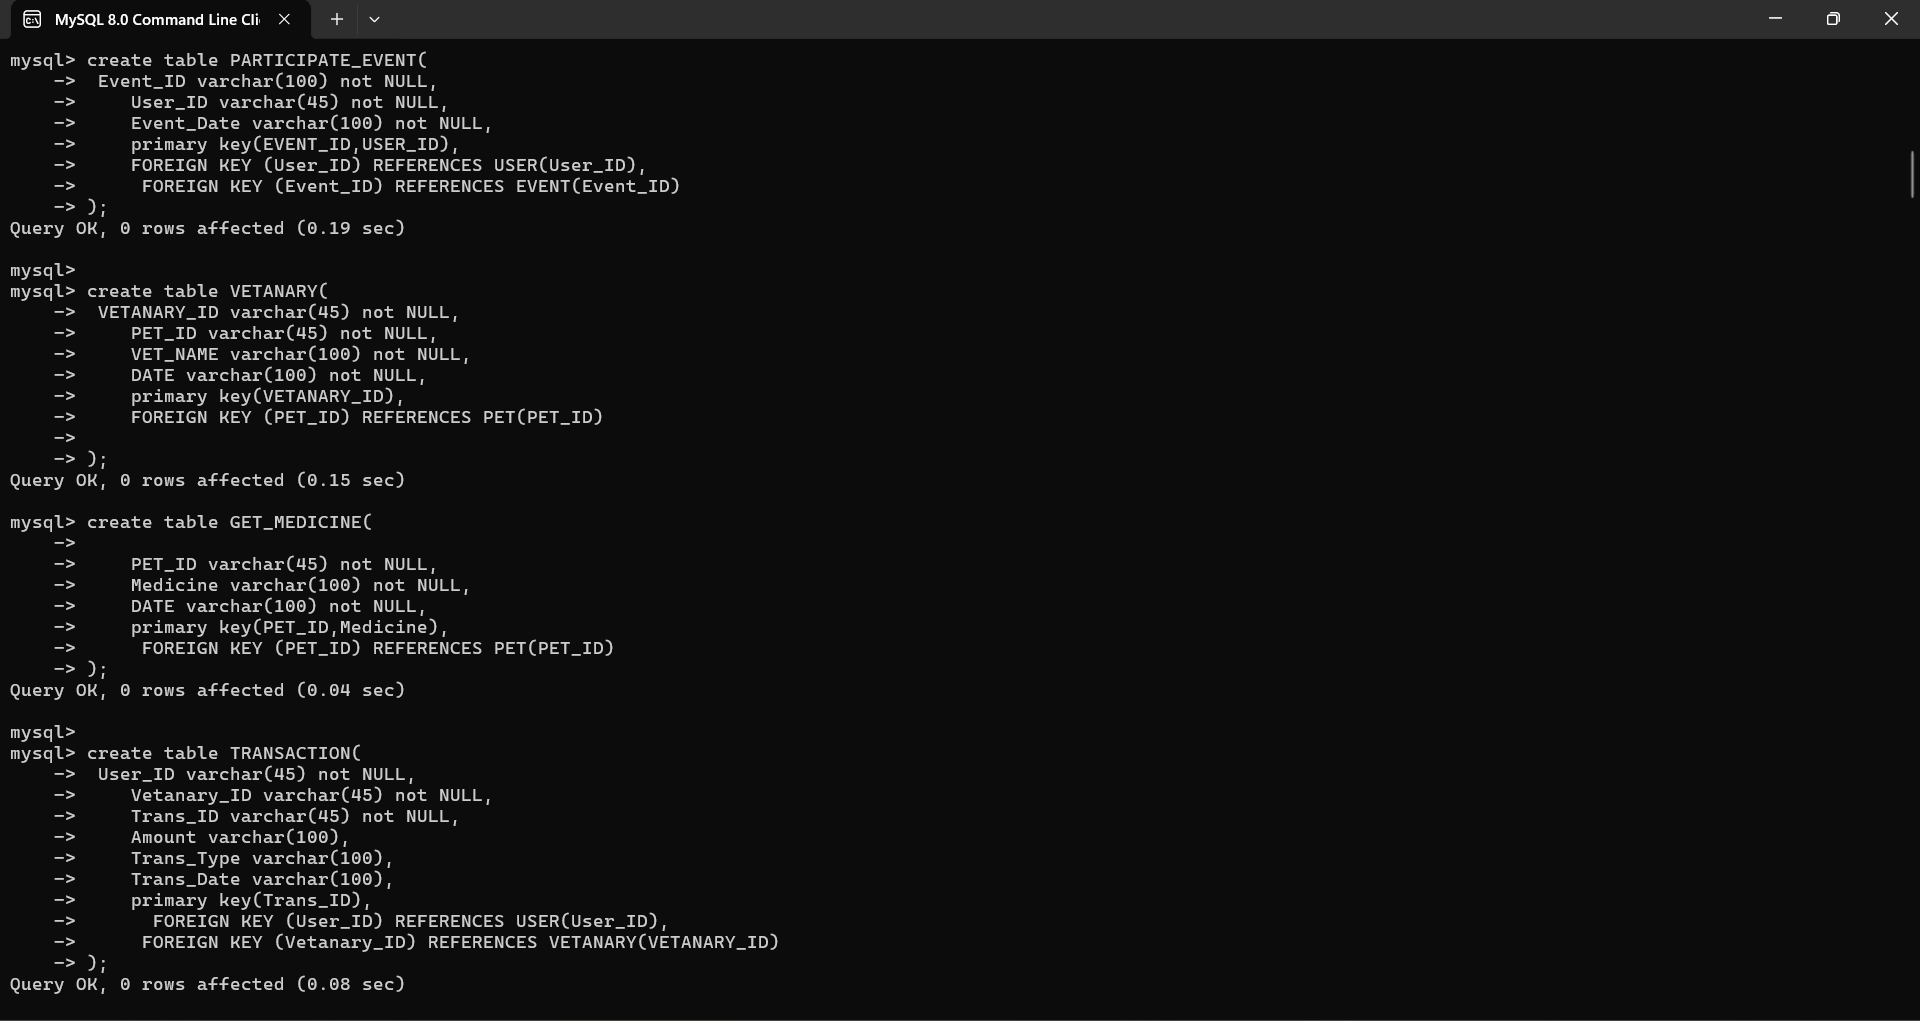 MySQL 8.0 Command Line Cli
mysql> create table PARTICIPATE_EVENT(
    ->  Event_ID varchar(100) not NULL,
    ->     User_ID varchar(45) not NULL,
    ->     Event_Date varchar(100) not NULL,
    ->     primary key(EVENT_ID,USER_ID),
    ->     FOREIGN KEY (User_ID) REFERENCES USER(User_ID),
    ->      FOREIGN KEY (Event_ID) REFERENCES EVENT(Event_ID)
    -> );
Query OK, 0 rows affected (0.19 sec)

mysql>
mysql> create table VETANARY(
    ->  VETANARY_ID varchar(45) not NULL,
    ->     PET_ID varchar(45) not NULL,
    ->     VET_NAME varchar(100) not NULL,
    ->     DATE varchar(100) not NULL,
    ->     primary key(VETANARY_ID),
    ->     FOREIGN KEY (PET_ID) REFERENCES PET(PET_ID)
    ->
    -> );
Query OK, 0 rows affected (0.15 sec)

mysql> create table GET_MEDICINE(
    ->
    ->     PET_ID varchar(45) not NULL,
    ->     Medicine varchar(100) not NULL,
    ->     DATE varchar(100) not NULL,
    ->     primary key(PET_ID,Medicine),
    ->      FOREIGN KEY (PET_ID) REFERENCES PET(PET_ID)
    -> );
Query OK, 0 rows affected (0.04 sec)

mysql>
mysql> create table TRANSACTION(
    ->  User_ID varchar(45) not NULL,
    ->     Vetanary_ID varchar(45) not NULL,
    ->     Trans_ID varchar(45) not NULL,
    ->     Amount varchar(100),
    ->     Trans_Type varchar(100),
    ->     Trans_Date varchar(100),
    ->     primary key(Trans_ID),
    ->       FOREIGN KEY (User_ID) REFERENCES USER(User_ID),
    ->      FOREIGN KEY (Vetanary_ID) REFERENCES VETANARY(VETANARY_ID)
    -> );
Query OK, 0 rows affected (0.08 sec)